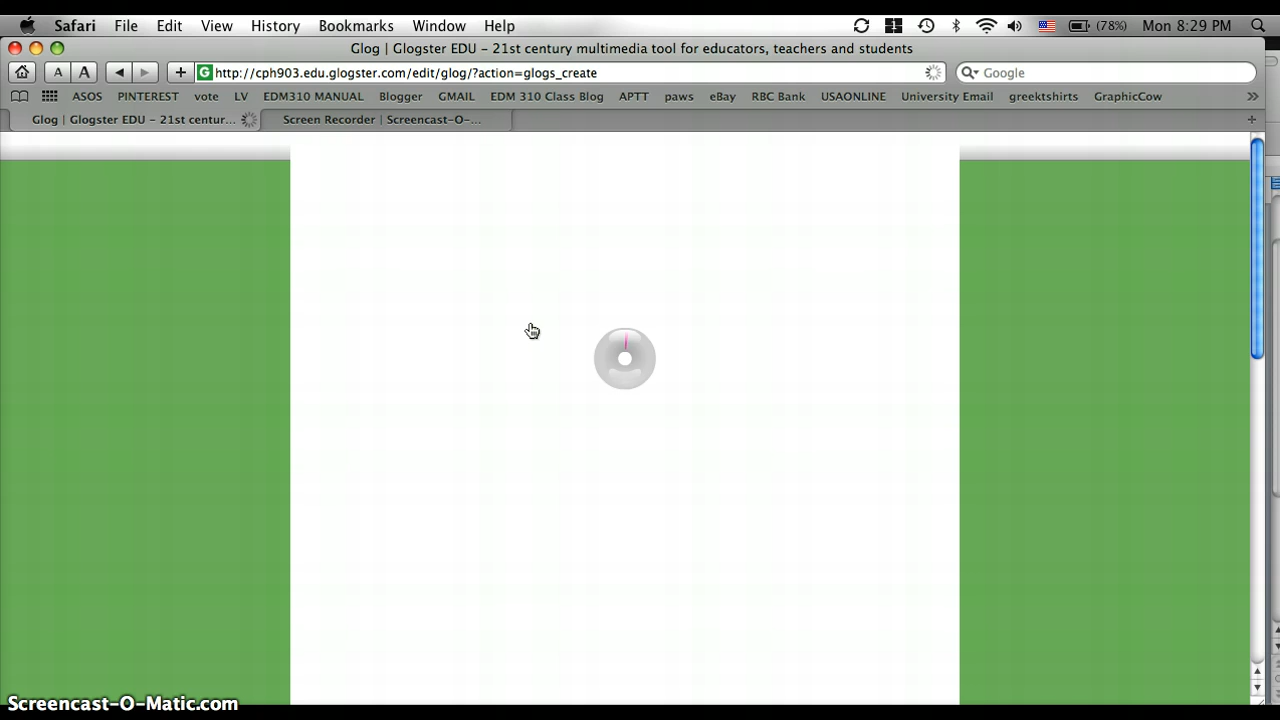 Safari File Edit View History Bookmarks Window Help 1 (78%) Mon 8:29 PM
Glog | Glogster EDU – 21st century multimedia tool for educators, teachers and students
A A G http://cph903.edu.glogster.com/edit/glog/?action=glogs_create Google
ASOS PINTEREST vote LV EDM310 MANUAL Blogger GMAIL EDM 310 Class Blog APTT paws eBay RBC Bank USAONLINE University Email greektshirts GraphicCow
Glog | Glogster EDU – 21st centur... Screen Recorder | Screencast-O-...
Screencast-O-Matic.com